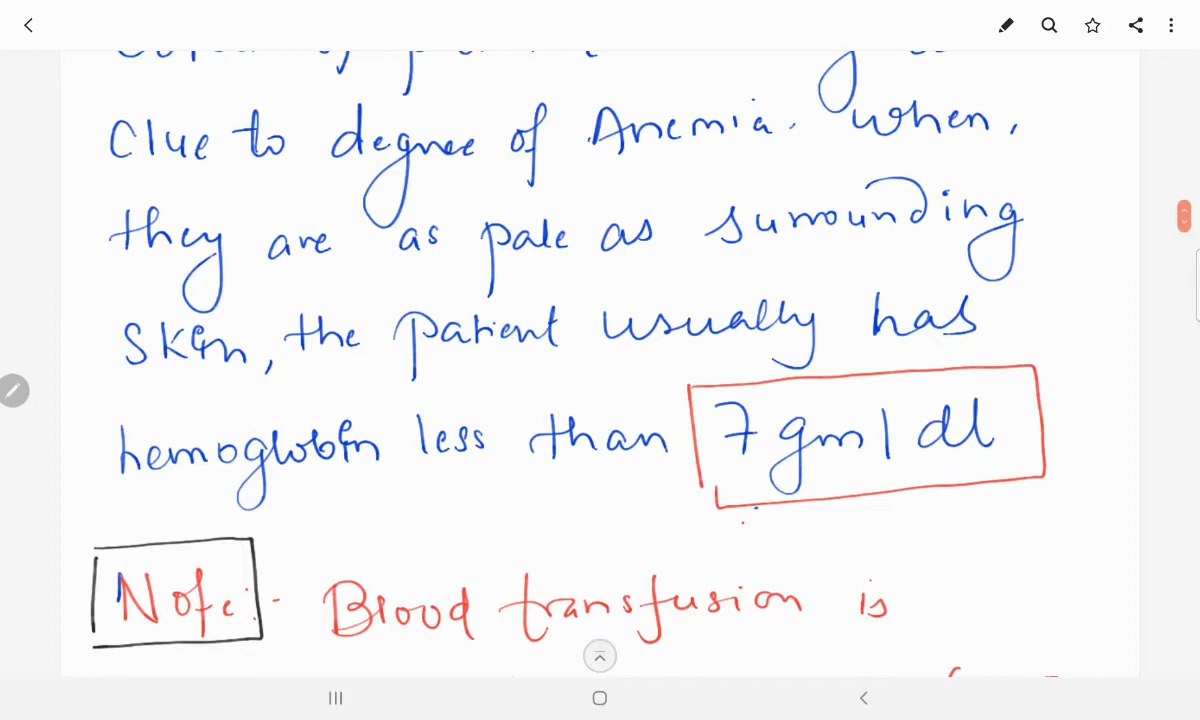 Clue to degree of Anemia. when,
they are as pale as surrounding
skin, the patient usually has
hemoglobin less than 7 gm/dl
Note:- Blood transfusion is